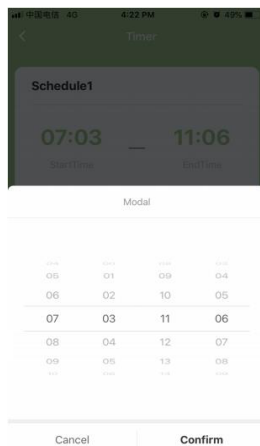 中国电信 4G 4:22 PM 49%
Timer
Schedule1
07:03 — 11:06
StartTime EndTime
Modal
05 01 09 04
06 02 10 05
07 03 11 06
08 04 12 07
09 05 13 08
Cancel Confirm